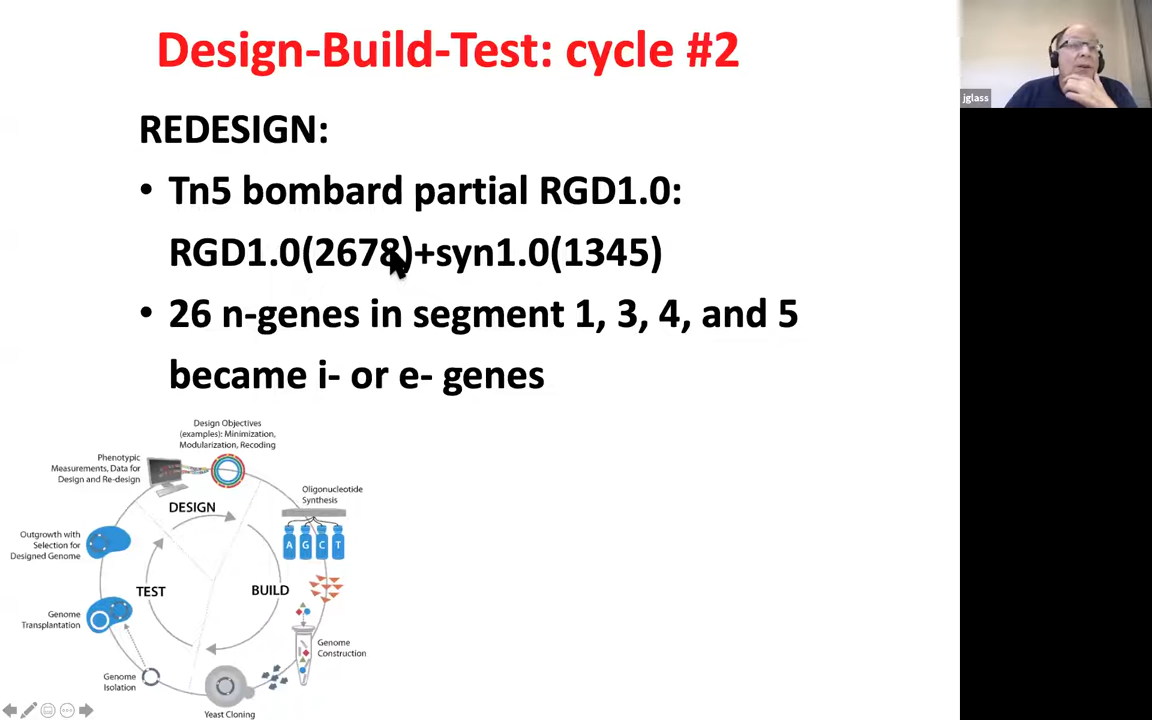 Design-Build-Test: cycle #2
jglass
REDESIGN:
• Tn5 bombard partial RGD1.0:
RGD1.0(2678)+syn1.0(1345)
• 26 n-genes in segment 1, 3, 4, and 5
became i- or e- genes
Design Objectives
(examples: Minimization,
Modularization, Recoding
Phenotypic
Measurements, Data for
Design and Re-design
DESIGN
Oligonucleotide
Synthesis
A G C T
Outgrowth with
Selection for
Designed Genome
TEST
BUILD
Genome
Transplantation
Genome
Construction
Genome
Isolation
Yeast Cloning